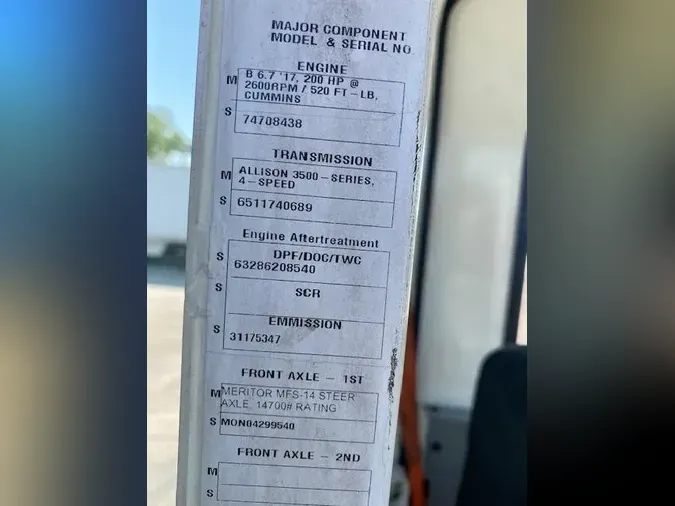 MAJOR COMPONENT
MODEL & SERIAL NO
ENGINE
M B 6.7 '17, 200 HP @
2600RPM / 520 FT-LB,
CUMMINS
S 74708438
TRANSMISSION
M ALLISON 3500-SERIES,
4-SPEED
S 6511740689
Engine Aftertreatment
DPF/DOC/TWC
S 63286208540
S SCR
EMMISSION
S 31175347
FRONT AXLE - 1ST
M MERITOR MFS-14 STEER
AXLE, 14700# RATING
S MON04299540
FRONT AXLE - 2ND
M
S